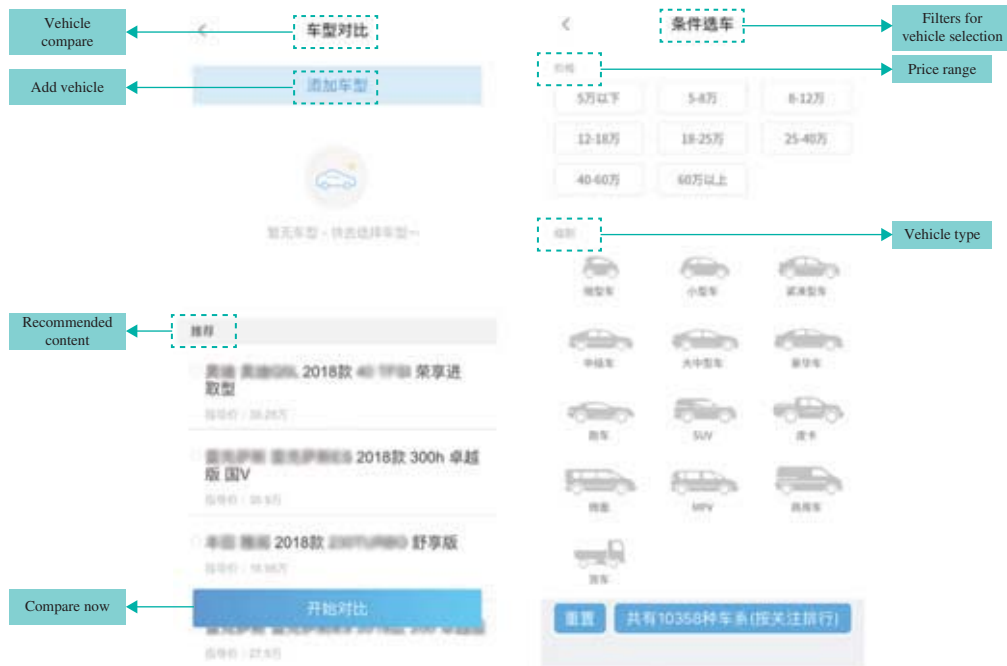 Vehicle
compare
车型对比
Add vehicle
添加车型
暂无车型，快去选择车型~
Recommended
content
推荐
2018款 荣享进
取型
指导价：
2018款 300h 卓越
版 国V
指导价：
2018款 舒享版
指导价：
Compare now
开始对比
指导价：27.9万
条件选车
Filters for
vehicle selection
价格
Price range
5万以下 5-8万 8-12万
12-18万 18-25万 25-40万
40-60万 60万以上
级别
Vehicle type
微型车 小型车 紧凑型车
中型车 大中型车 豪华车
跑车 SUV 皮卡
微面 MPV 商用车
货车
重置 共有10358种车系(按关注排行)